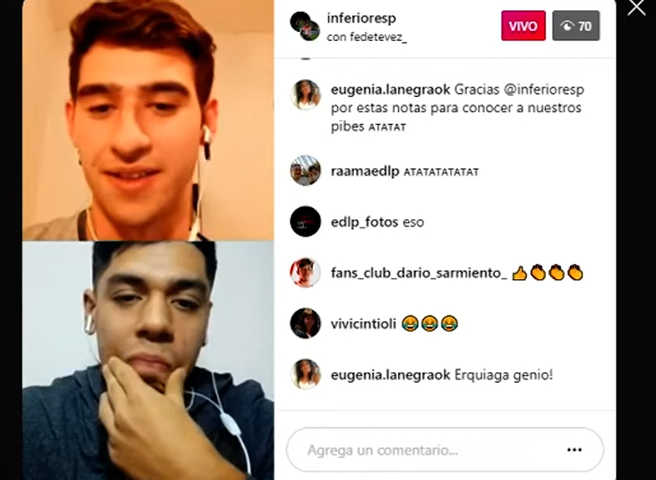 inferioresp
con fedetevez_
VIVO
70
eugenia.lanegraok Gracias @inferioresp
por estas notas para conocer a nuestros
pibes ATATAT
raamaedlp ATATATATATAT
edlp_fotos eso
fans_club_dario_sarmiento_ 👍👏👏👏
vivicintioli 😂😂😂
eugenia.lanegraok Erquiaga genio!
Agrega un comentario...